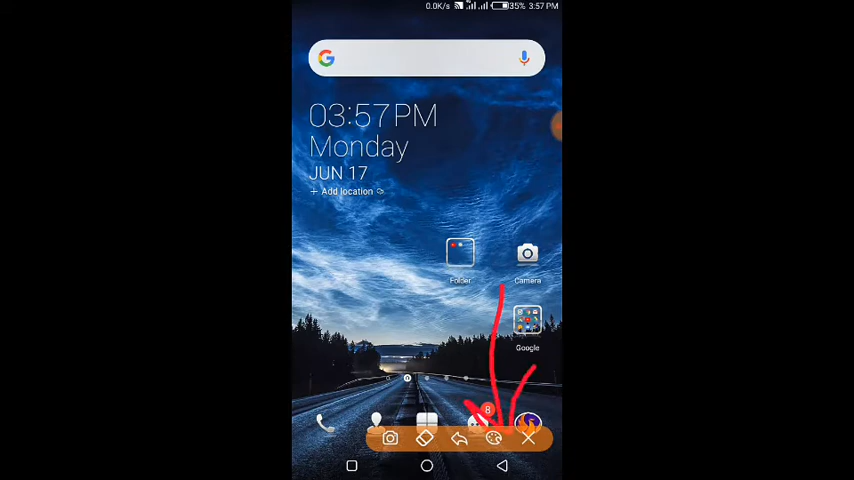 0.0K/s 35% 3:57 PM
03:57PM
Monday
JUN 17
+ Add location
Folder
Camera
Google
8